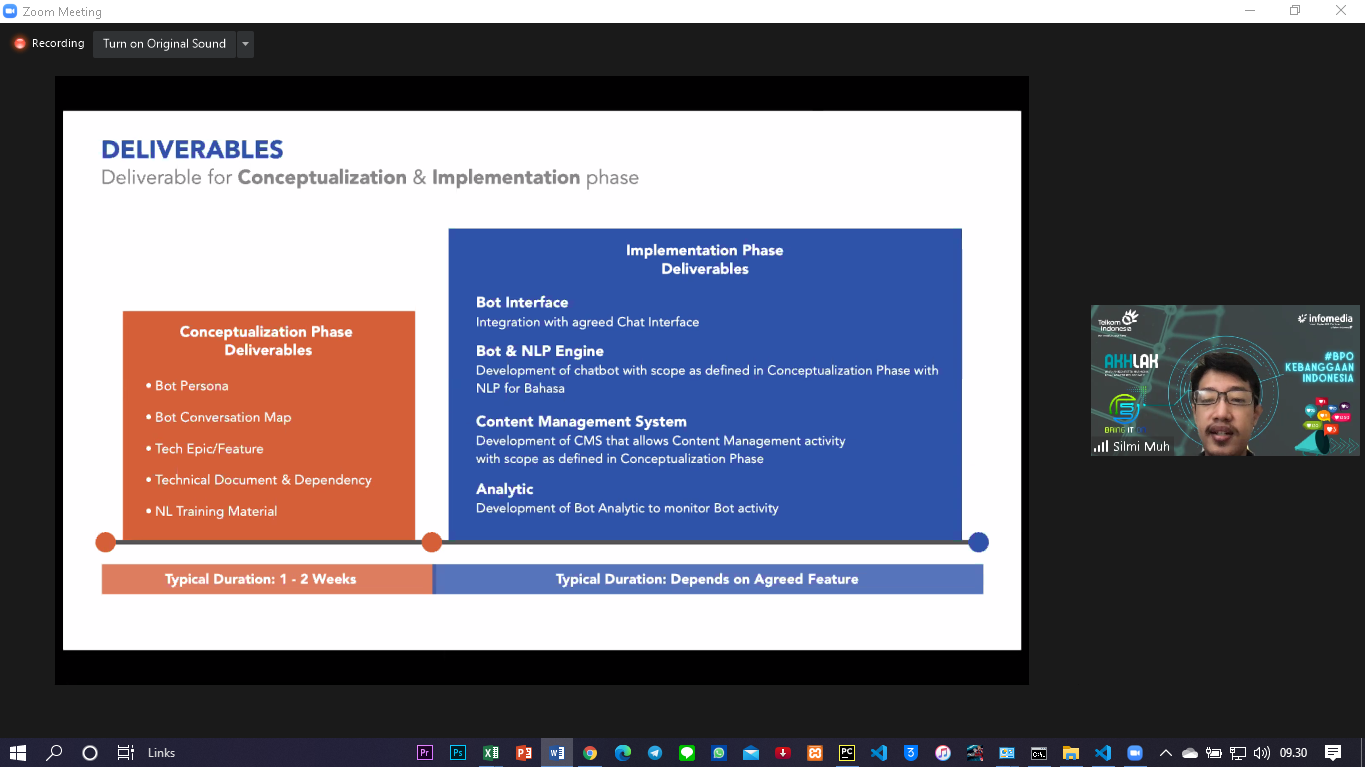 Zoom Meeting
Recording
Turn on Original Sound
DELIVERABLES
Deliverable for Conceptualization & Implementation phase
Conceptualization Phase
Deliverables
• Bot Persona
• Bot Conversation Map
• Tech Epic/Feature
• Technical Document & Dependency
• NL Training Material
Implementation Phase
Deliverables
Bot Interface
Integration with agreed Chat Interface
Bot & NLP Engine
Development of chatbot with scope as defined in Conceptualization Phase with
NLP for Bahasa
Content Management System
Development of CMS that allows Content Management activity
with scope as defined in Conceptualization Phase
Analytic
Development of Bot Analytic to monitor Bot activity
Typical Duration: 1 - 2 Weeks
Typical Duration: Depends on Agreed Feature
Telkom
Indonesia
infomedia
AKHLAK
#BPO
KEBANGGAAN
INDONESIA
BRING IT
Silmi Muh
Links
Pr
Ps
PC
09.30